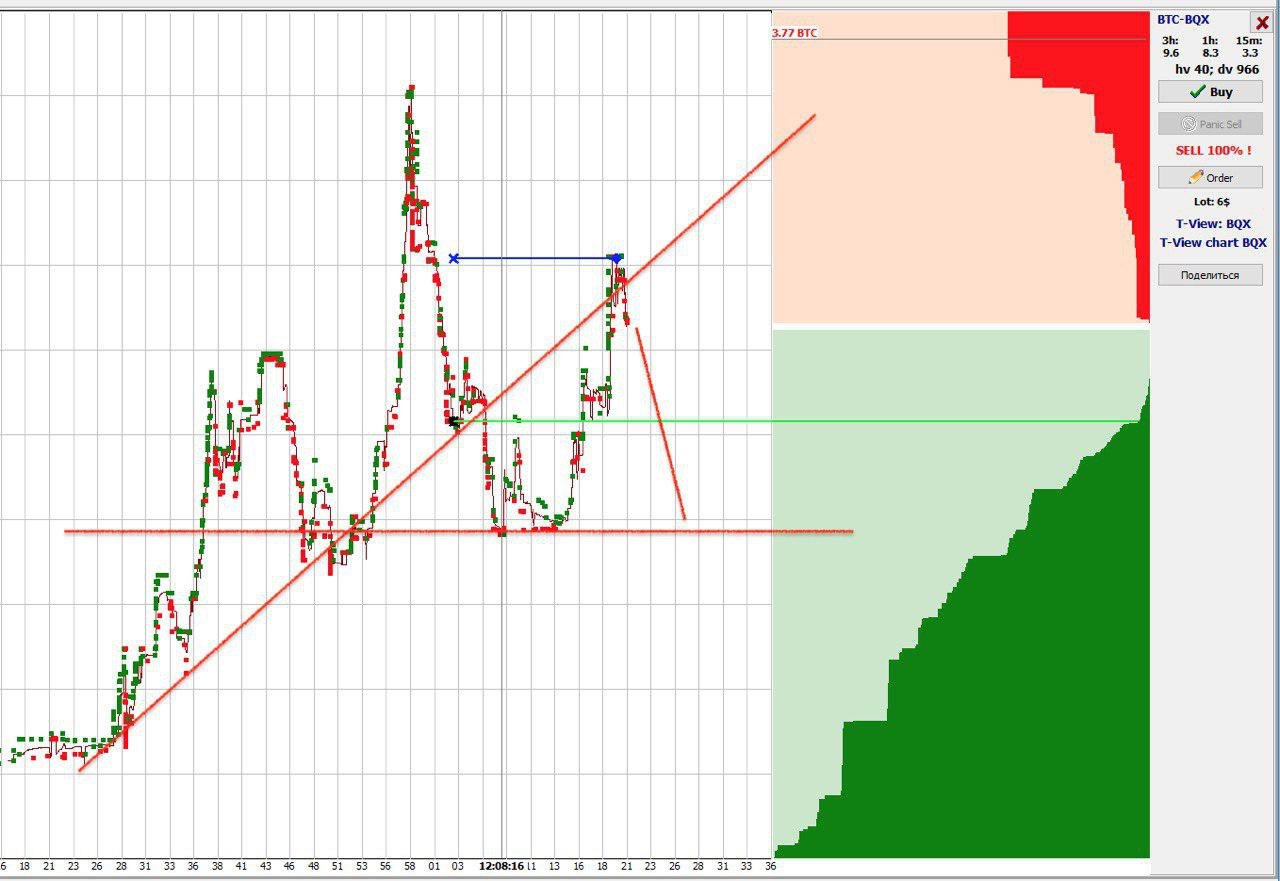 BTC-BQX
3h: 1h: 15m:
9.6 8.3 3.3
hv 40; dv 966
Buy
Panic Sell
SELL 100% !
Order
Lot: 6$
T-View: BQX
T-View chart BQX
Поделиться
3.77 BTC
6 18 21 23 26 28 31 33 38 41 43 46 48 51 53 56 58 01 03 12:08:16 11 13 16 18 21 23 26 28 31 33 36